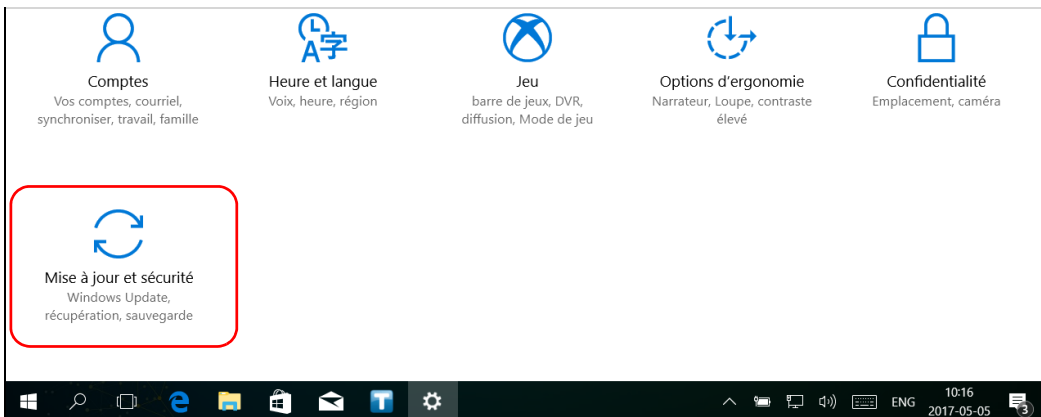 Comptes
Vos comptes, courriel,
synchroniser, travail, famille
Heure et langue
Voix, heure, région
Jeu
barre de jeux, DVR,
diffusion, Mode de jeu
Options d'ergonomie
Narrateur, Loupe, contraste
élevé
Confidentialité
Emplacement, caméra
Mise à jour et sécurité
Windows Update,
récupération, sauvegarde
ENG
10:16
2017-05-05
3